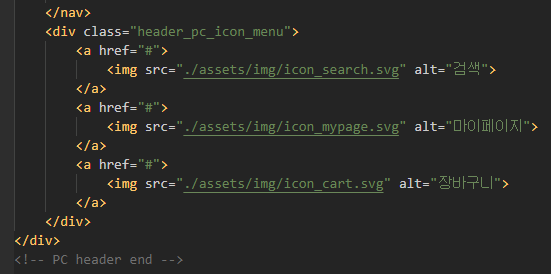 </nav>
<div class="header_pc_icon_menu">
<a href="#">
<img src="./assets/img/icon_search.svg" alt="검색">
</a>
<a href="#">
<img src="./assets/img/icon_mypage.svg" alt="마이페이지">
</a>
<a href="#">
<img src="./assets/img/icon_cart.svg" alt="장바구니">
</a>
</div>
</div>
<!-- PC header end -->